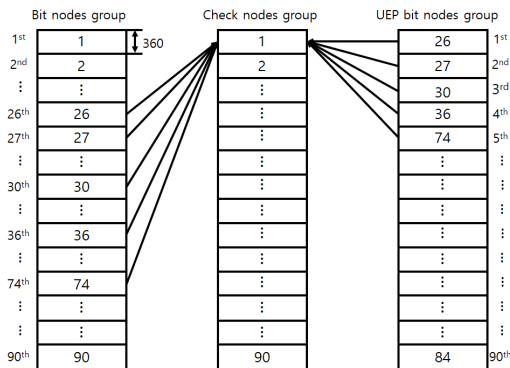 Bit nodes group Check nodes group UEP bit nodes group
1st 1 360 1 26 1st
2nd 2 2 27 2nd
⋮ ⋮ ⋮ 30 3rd
26th 26 ⋮ 36 4th
27th 27 ⋮ 74 5th
⋮ ⋮ ⋮ ⋮ ⋮
30th 30 ⋮ ⋮ ⋮
⋮ ⋮ ⋮ ⋮ ⋮
36th 36 ⋮ ⋮ ⋮
⋮ ⋮ ⋮ ⋮ ⋮
74th 74 ⋮ ⋮ ⋮
⋮ ⋮ ⋮ ⋮ ⋮
⋮ ⋮ ⋮ ⋮ ⋮
90th 90 90 84 90th